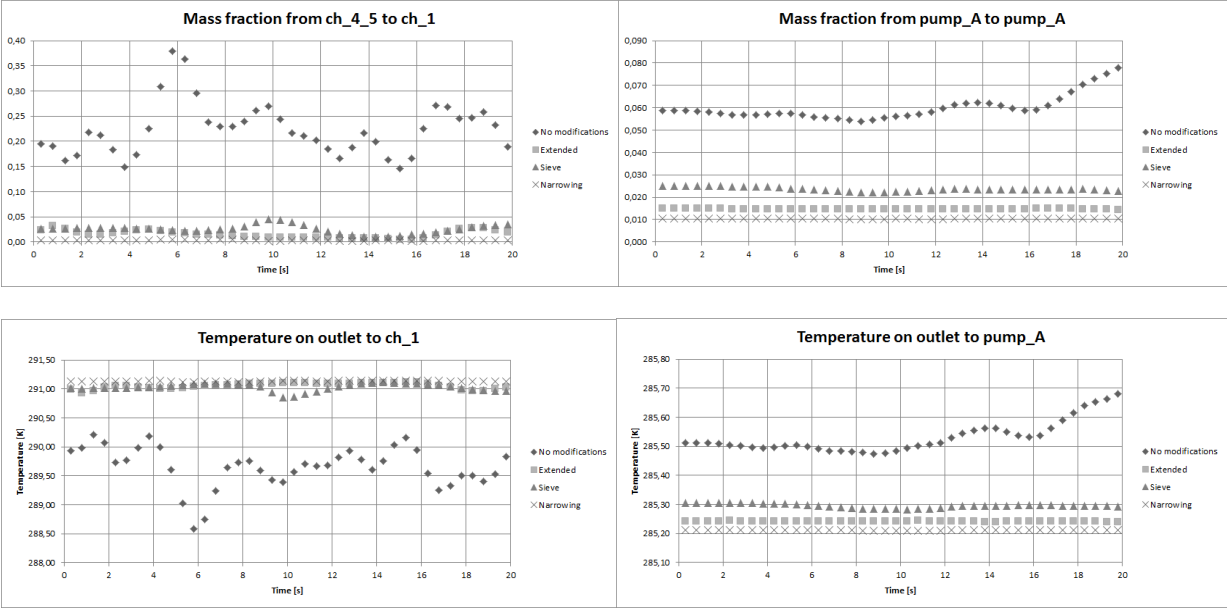 Mass fraction from ch_4_5 to ch_1
0,40
0,35
0,30
0,25
0,20
0,15
0,10
0,05
0,00
0 2 4 6 8 10 12 14 16 18 20
Time [s]
No modifications
Extended
Sieve
Narrowing
Mass fraction from pump_A to pump_A
0,090
0,080
0,070
0,060
0,050
0,040
0,030
0,020
0,010
0,000
0 2 4 6 8 10 12 14 16 18 20
Time [s]
No modifications
Extended
Sieve
Narrowing
Temperature on outlet to ch_1
Temperature [K]
291,50
291,00
290,50
290,00
289,50
289,00
288,50
288,00
0 2 4 6 8 10 12 14 16 18 20
Time [s]
No modifications
Extended
Sieve
Narrowing
Temperature on outlet to pump_A
Temperature [K]
285,80
285,70
285,60
285,50
285,40
285,30
285,20
285,10
0 2 4 6 8 10 12 14 16 18 20
Time [s]
No modifications
Extended
Sieve
Narrowing